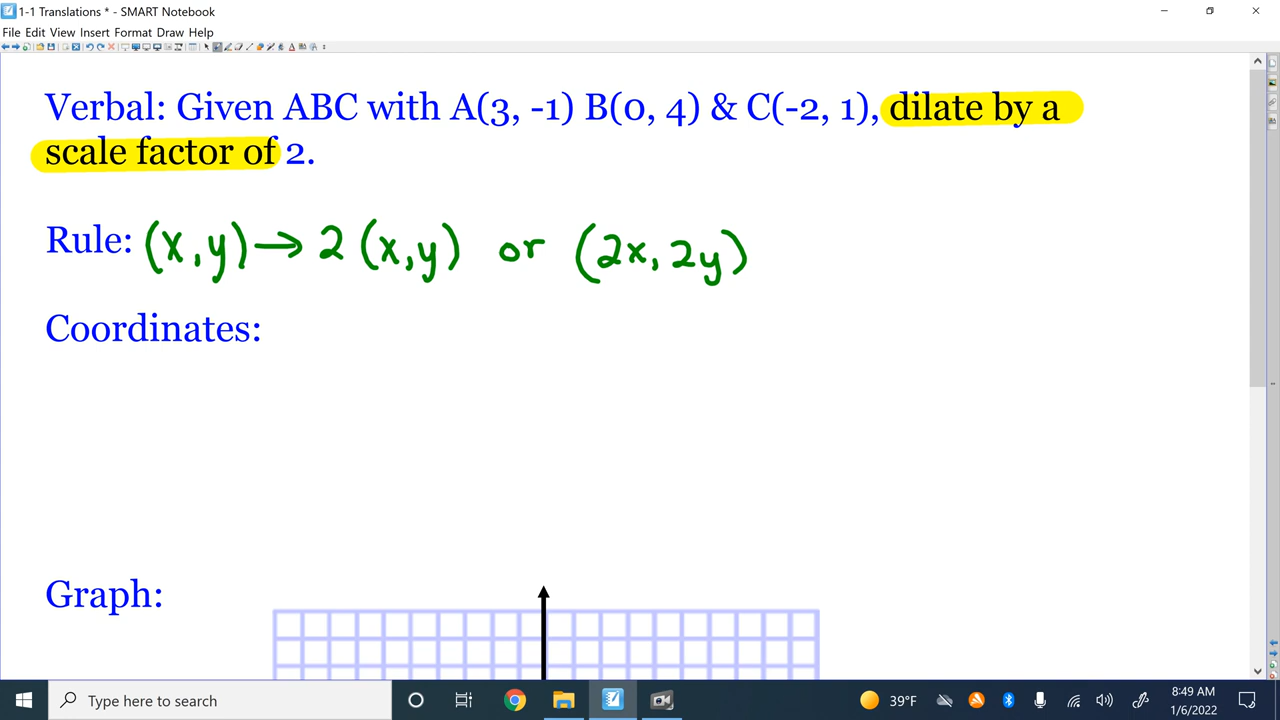 1-1 Translations * - SMART Notebook
File Edit View Insert Format Draw Help
Verbal: Given ABC with A(3, -1) B(0, 4) & C(-2, 1), dilate by a
scale factor of 2.
Rule: (x,y) → 2(x,y) or (2x, 2y)
Coordinates:
Graph:
Type here to search
39°F
8:49 AM
1/6/2022